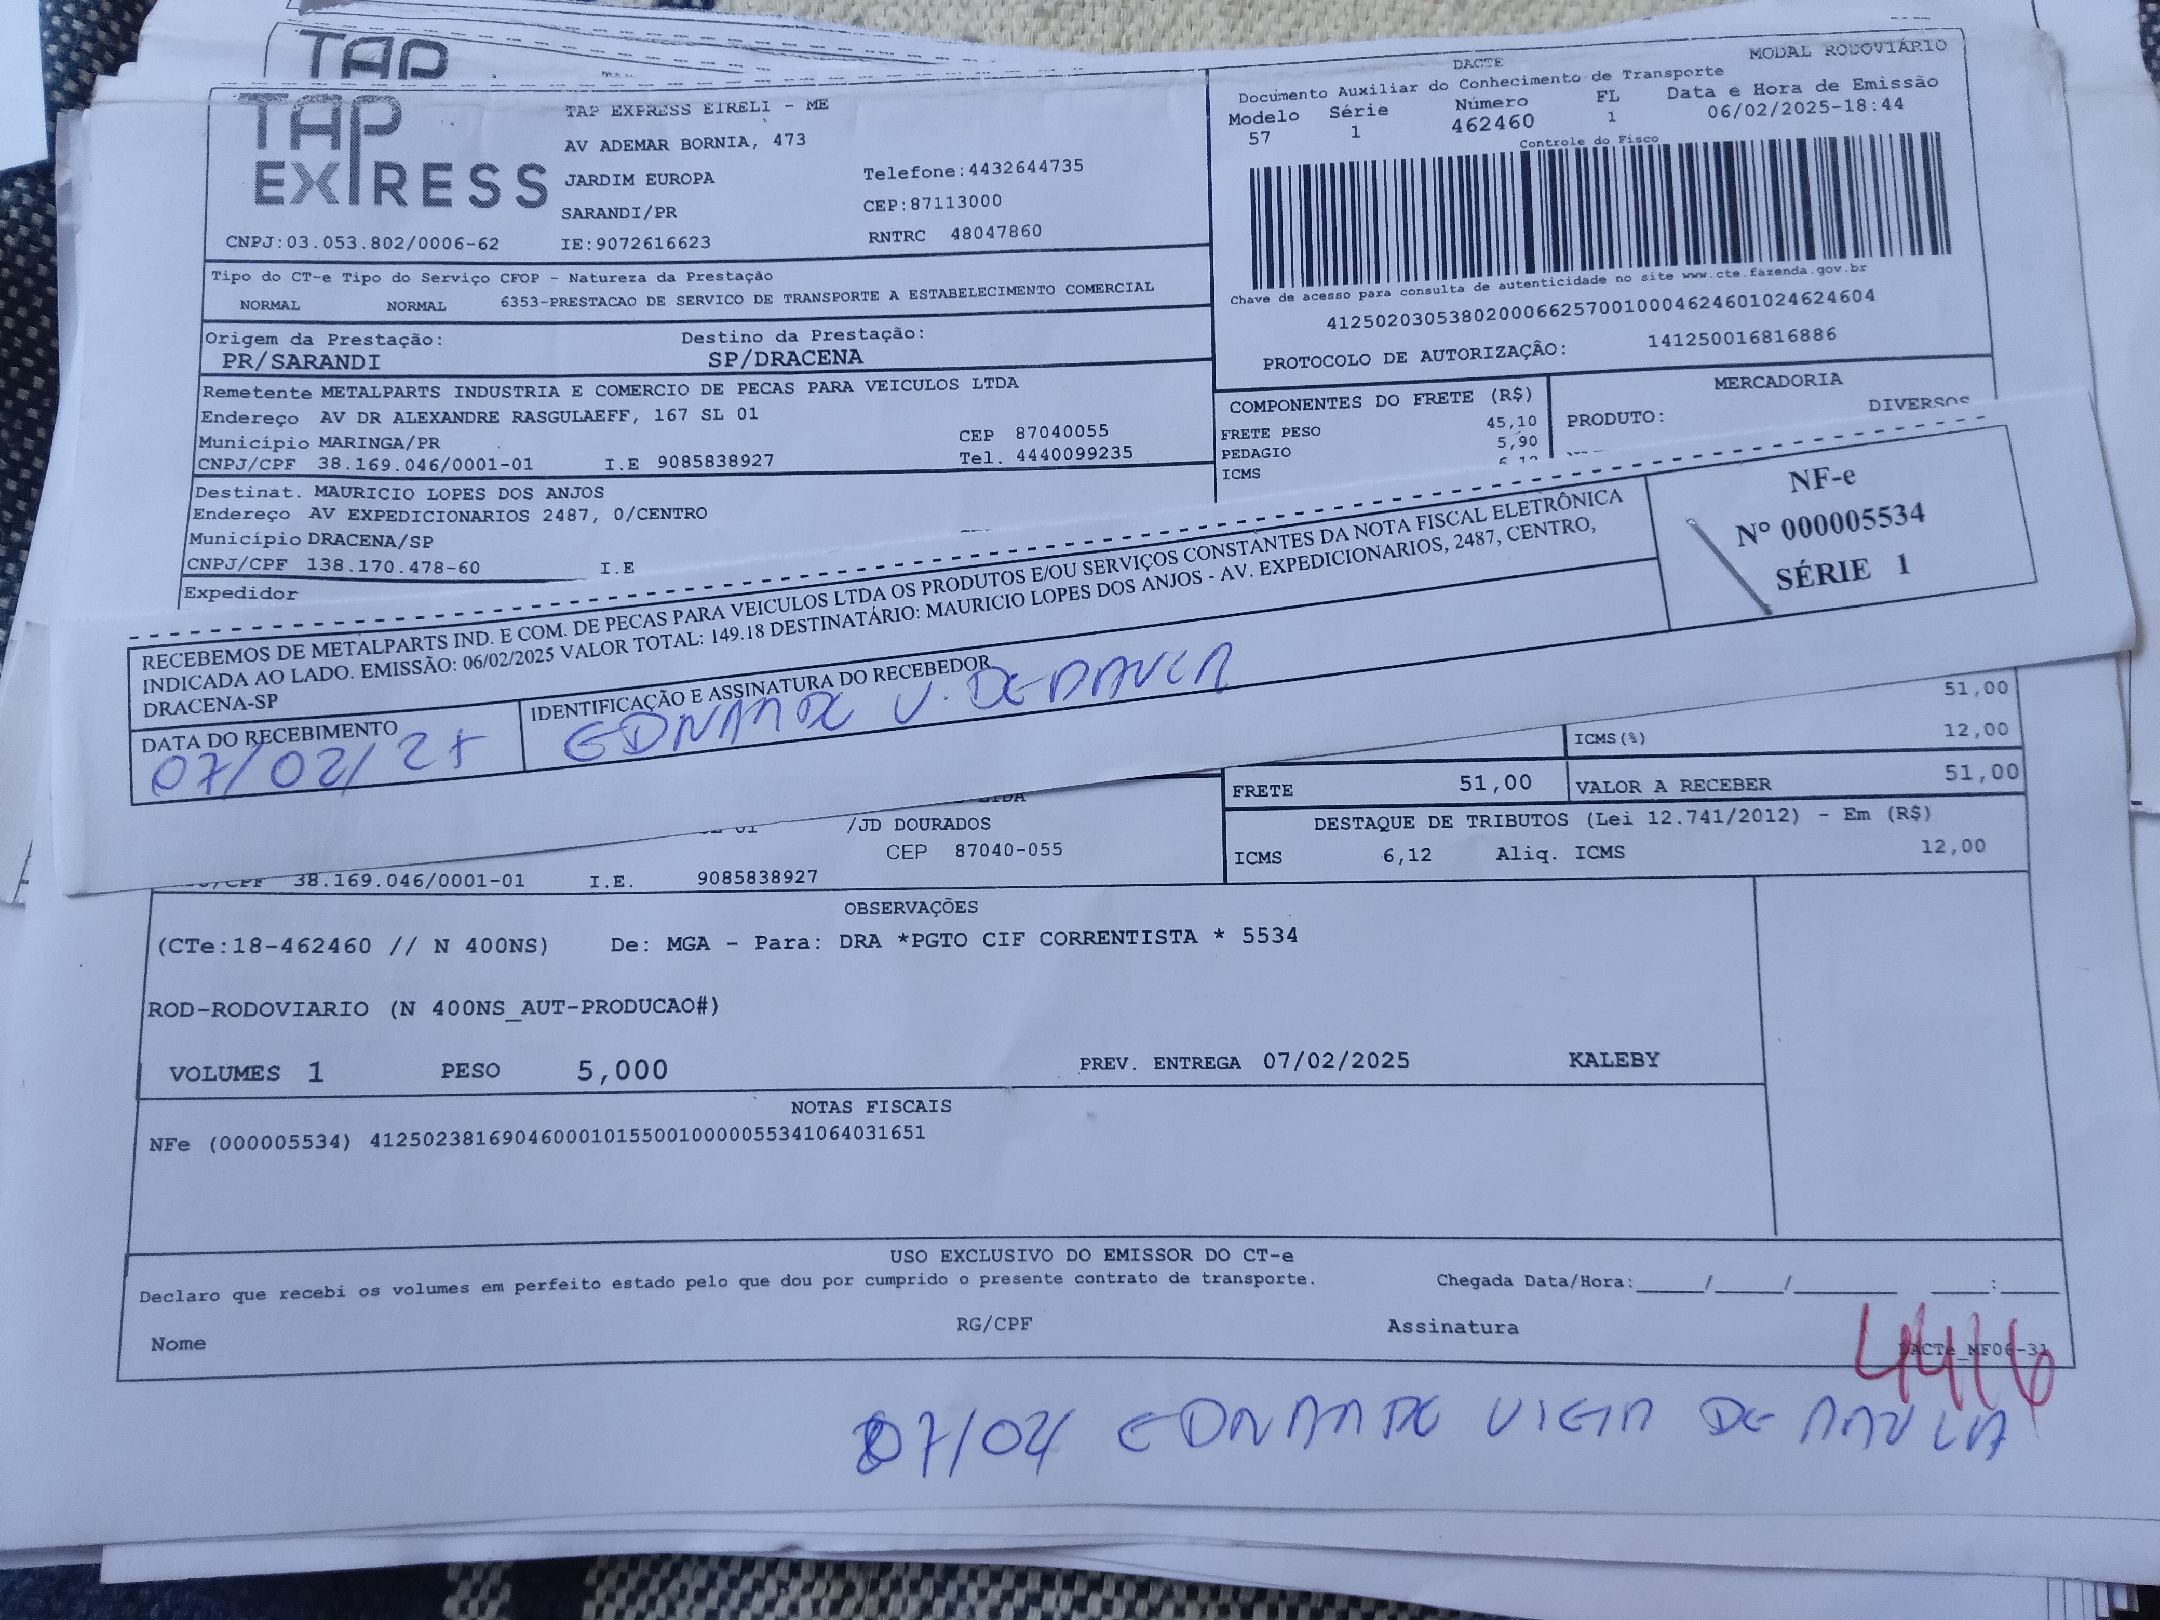 TAP
TAP
EXPRESS
TAP EXPRESS EIRELI - ME
AV ADEMAR BORNIA, 473
JARDIM EUROPA
Telefone:4432644735
SARANDI/PR
CEP:87113000
CNPJ:03.053.802/0006-62 IE:9072616623 RNTRC 48047860
DACTE
MODAL RODOVIÁRIO
Documento Auxiliar do Conhecimento de Transporte
Modelo Série Número FL Data e Hora de Emissão
57 1 462460 1 06/02/2025-18:44
Controle do Fisco
Chave de acesso para consulta de autenticidade no site www.cte.fazenda.gov.br
41250203053802000662570010004624601024624604
PROTOCOLO DE AUTORIZAÇÃO: 141250016816886
Tipo do CT-e Tipo do Serviço CFOP - Natureza da Prestação
NORMAL NORMAL 6353-PRESTACAO DE SERVICO DE TRANSPORTE A ESTABELECIMENTO COMERCIAL
Origem da Prestação: Destino da Prestação:
PR/SARANDI SP/DRACENA
Remetente METALPARTS INDUSTRIA E COMERCIO DE PECAS PARA VEICULOS LTDA
Endereço AV DR ALEXANDRE RASGULAEFF, 167 SL 01
Município MARINGA/PR CEP 87040055
CNPJ/CPF 38.169.046/0001-01 I.E 9085838927 Tel. 4440099235
COMPONENTES DO FRETE (R$) MERCADORIA
FRETE PESO 45,10 PRODUTO: DIVERSOS
PEDAGIO 5,90
ICMS
Destinat. MAURICIO LOPES DOS ANJOS
Endereço AV EXPEDICIONARIOS 2487, 0/CENTRO
Município DRACENA/SP
CNPJ/CPF 138.170.478-60 I.E
Expedidor
RECEBEMOS DE METALPARTS IND. E COM. DE PECAS PARA VEICULOS LTDA OS PRODUTOS E/OU SERVIÇOS CONSTANTES DA NOTA FISCAL ELETRÔNICA
INDICADA AO LADO. EMISSÃO: 06/02/2025 VALOR TOTAL: 149.18 DESTINATÁRIO: MAURICIO LOPES DOS ANJOS - AV. EXPEDICIONARIOS, 2487, CENTRO,
DRACENA-SP
NF-e
Nº 000005534
SÉRIE 1
DATA DO RECEBIMENTO IDENTIFICAÇÃO E ASSINATURA DO RECEBEDOR
07/02/25
51,00
ICMS(%) 12,00
FRETE 51,00 VALOR A RECEBER 51,00
DESTAQUE DE TRIBUTOS (Lei 12.741/2012) - Em (R$)
ICMS 6,12 Aliq. ICMS 12,00
/JD DOURADOS
CEP 87040-055
38.169.046/0001-01 I.E. 9085838927
OBSERVAÇÕES
(CTe:18-462460 // N 400NS) De: MGA - Para: DRA *PGTO CIF CORRENTISTA * 5534
ROD-RODOVIARIO (N 400NS_AUT-PRODUCAO#)
VOLUMES 1 PESO 5,000 PREV. ENTREGA 07/02/2025 KALEBY
NOTAS FISCAIS
NFe (000005534) 41250238169046000101550010000055341064031651
USO EXCLUSIVO DO EMISSOR DO CT-e
Declaro que recebi os volumes em perfeito estado pelo que dou por cumprido o presente contrato de transporte. Chegada Data/Hora:_____/_____/________ ____:____
Nome RG/CPF Assinatura
4416
07/02